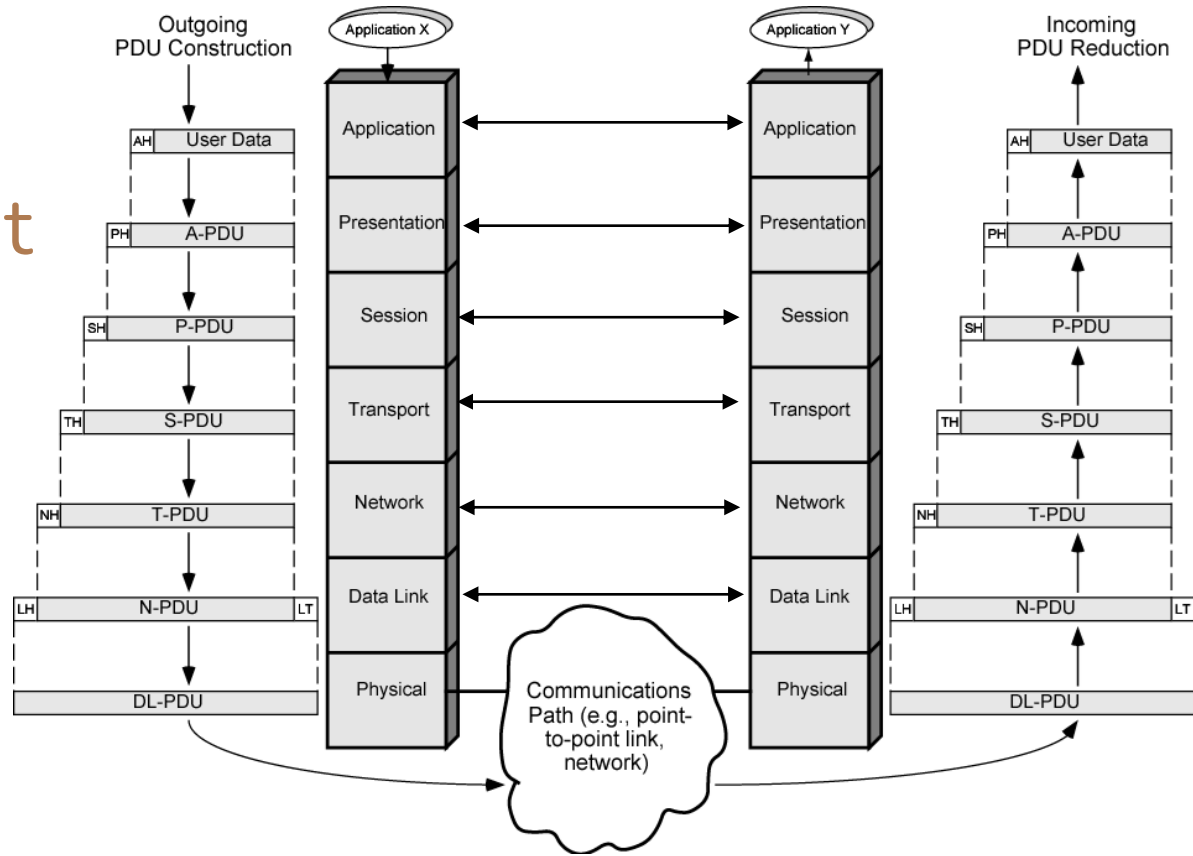 Outgoing
PDU Construction
Application X
Application Y
Incoming
PDU Reduction
AH User Data
Application
Application
AH User Data
t
PH A-PDU
Presentation
Presentation
PH A-PDU
SH P-PDU
Session
Session
SH P-PDU
TH S-PDU
Transport
Transport
TH S-PDU
NH T-PDU
Network
Network
NH T-PDU
LH N-PDU LT
Data Link
Data Link
LH N-PDU LT
DL-PDU
Physical
Communications
Path (e.g., point-
to-point link,
network)
Physical
DL-PDU